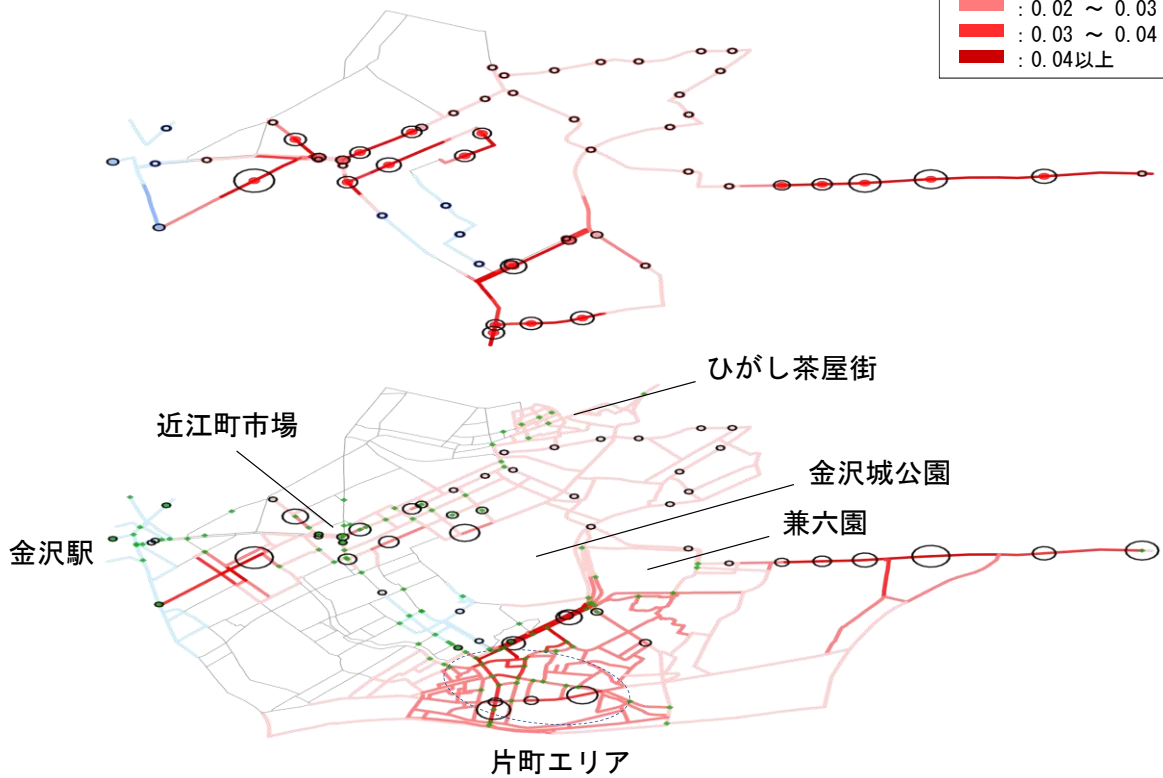 : 0.02 ～ 0.03
: 0.03 ～ 0.04
: 0.04以上
ひがし茶屋街
近江町市場
金沢城公園
兼六園
金沢駅
片町エリア